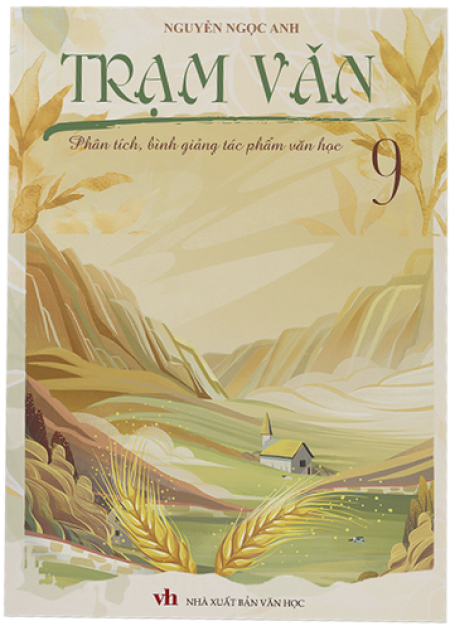 NGUYỄN NGỌC ANH
TRẠM VĂN
Phân tích, bình giảng tác phẩm văn học
9
vh NHÀ XUẤT BẢN VĂN HỌC